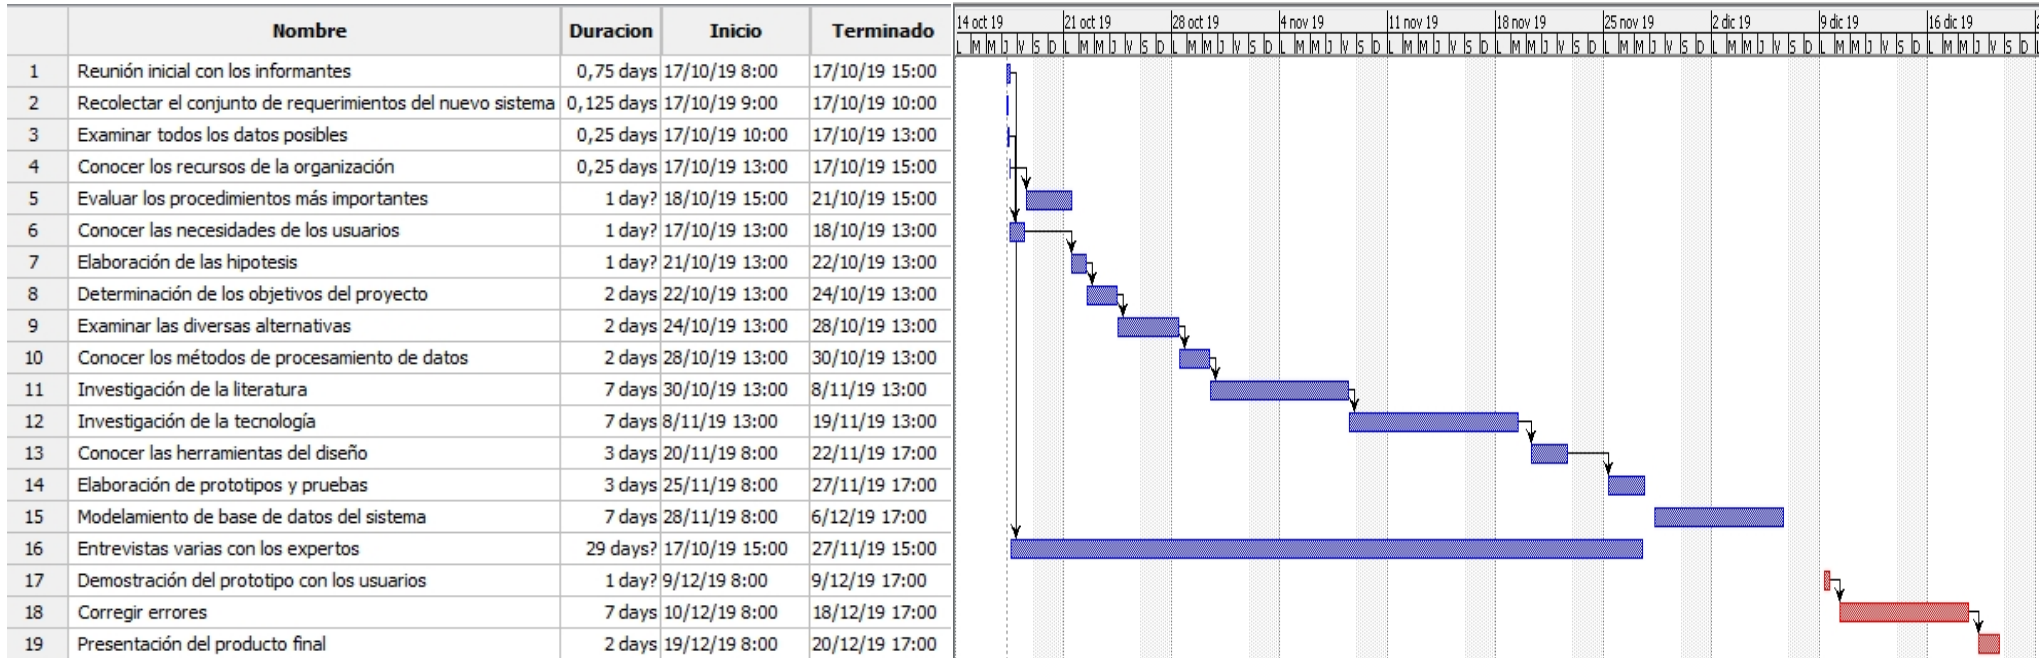 Nombre Duracion Inicio Terminado 14 oct 19 21 oct 19 28 oct 19 4 nov 19 11 nov 19 18 nov 19 25 nov 19 2 dic 19 9 dic 19 16 dic 19
L M M J V S D L M M J V S D L M M J V S D L M M J V S D L M M J V S D L M M J V S D L M M J V S D L M M J V S D L M M J V S D L M M J V S D
1 Reunión inicial con los informantes 0,75 days 17/10/19 8:00 17/10/19 15:00
2 Recolectar el conjunto de requerimientos del nuevo sistema 0,125 days 17/10/19 9:00 17/10/19 10:00
3 Examinar todos los datos posibles 0,25 days 17/10/19 10:00 17/10/19 13:00
4 Conocer los recursos de la organización 0,25 days 17/10/19 13:00 17/10/19 15:00
5 Evaluar los procedimientos más importantes 1 day? 18/10/19 15:00 21/10/19 15:00
6 Conocer las necesidades de los usuarios 1 day? 17/10/19 13:00 18/10/19 13:00
7 Elaboración de las hipotesis 1 day? 21/10/19 13:00 22/10/19 13:00
8 Determinación de los objetivos del proyecto 2 days 22/10/19 13:00 24/10/19 13:00
9 Examinar las diversas alternativas 2 days 24/10/19 13:00 28/10/19 13:00
10 Conocer los métodos de procesamiento de datos 2 days 28/10/19 13:00 30/10/19 13:00
11 Investigación de la literatura 7 days 30/10/19 13:00 8/11/19 13:00
12 Investigación de la tecnología 7 days 8/11/19 13:00 19/11/19 13:00
13 Conocer las herramientas del diseño 3 days 20/11/19 8:00 22/11/19 17:00
14 Elaboración de prototipos y pruebas 3 days 25/11/19 8:00 27/11/19 17:00
15 Modelamiento de base de datos del sistema 7 days 28/11/19 8:00 6/12/19 17:00
16 Entrevistas varias con los expertos 29 days? 17/10/19 15:00 27/11/19 15:00
17 Demostración del prototipo con los usuarios 1 day? 9/12/19 8:00 9/12/19 17:00
18 Corregir errores 7 days 10/12/19 8:00 18/12/19 17:00
19 Presentación del producto final 2 days 19/12/19 8:00 20/12/19 17:00